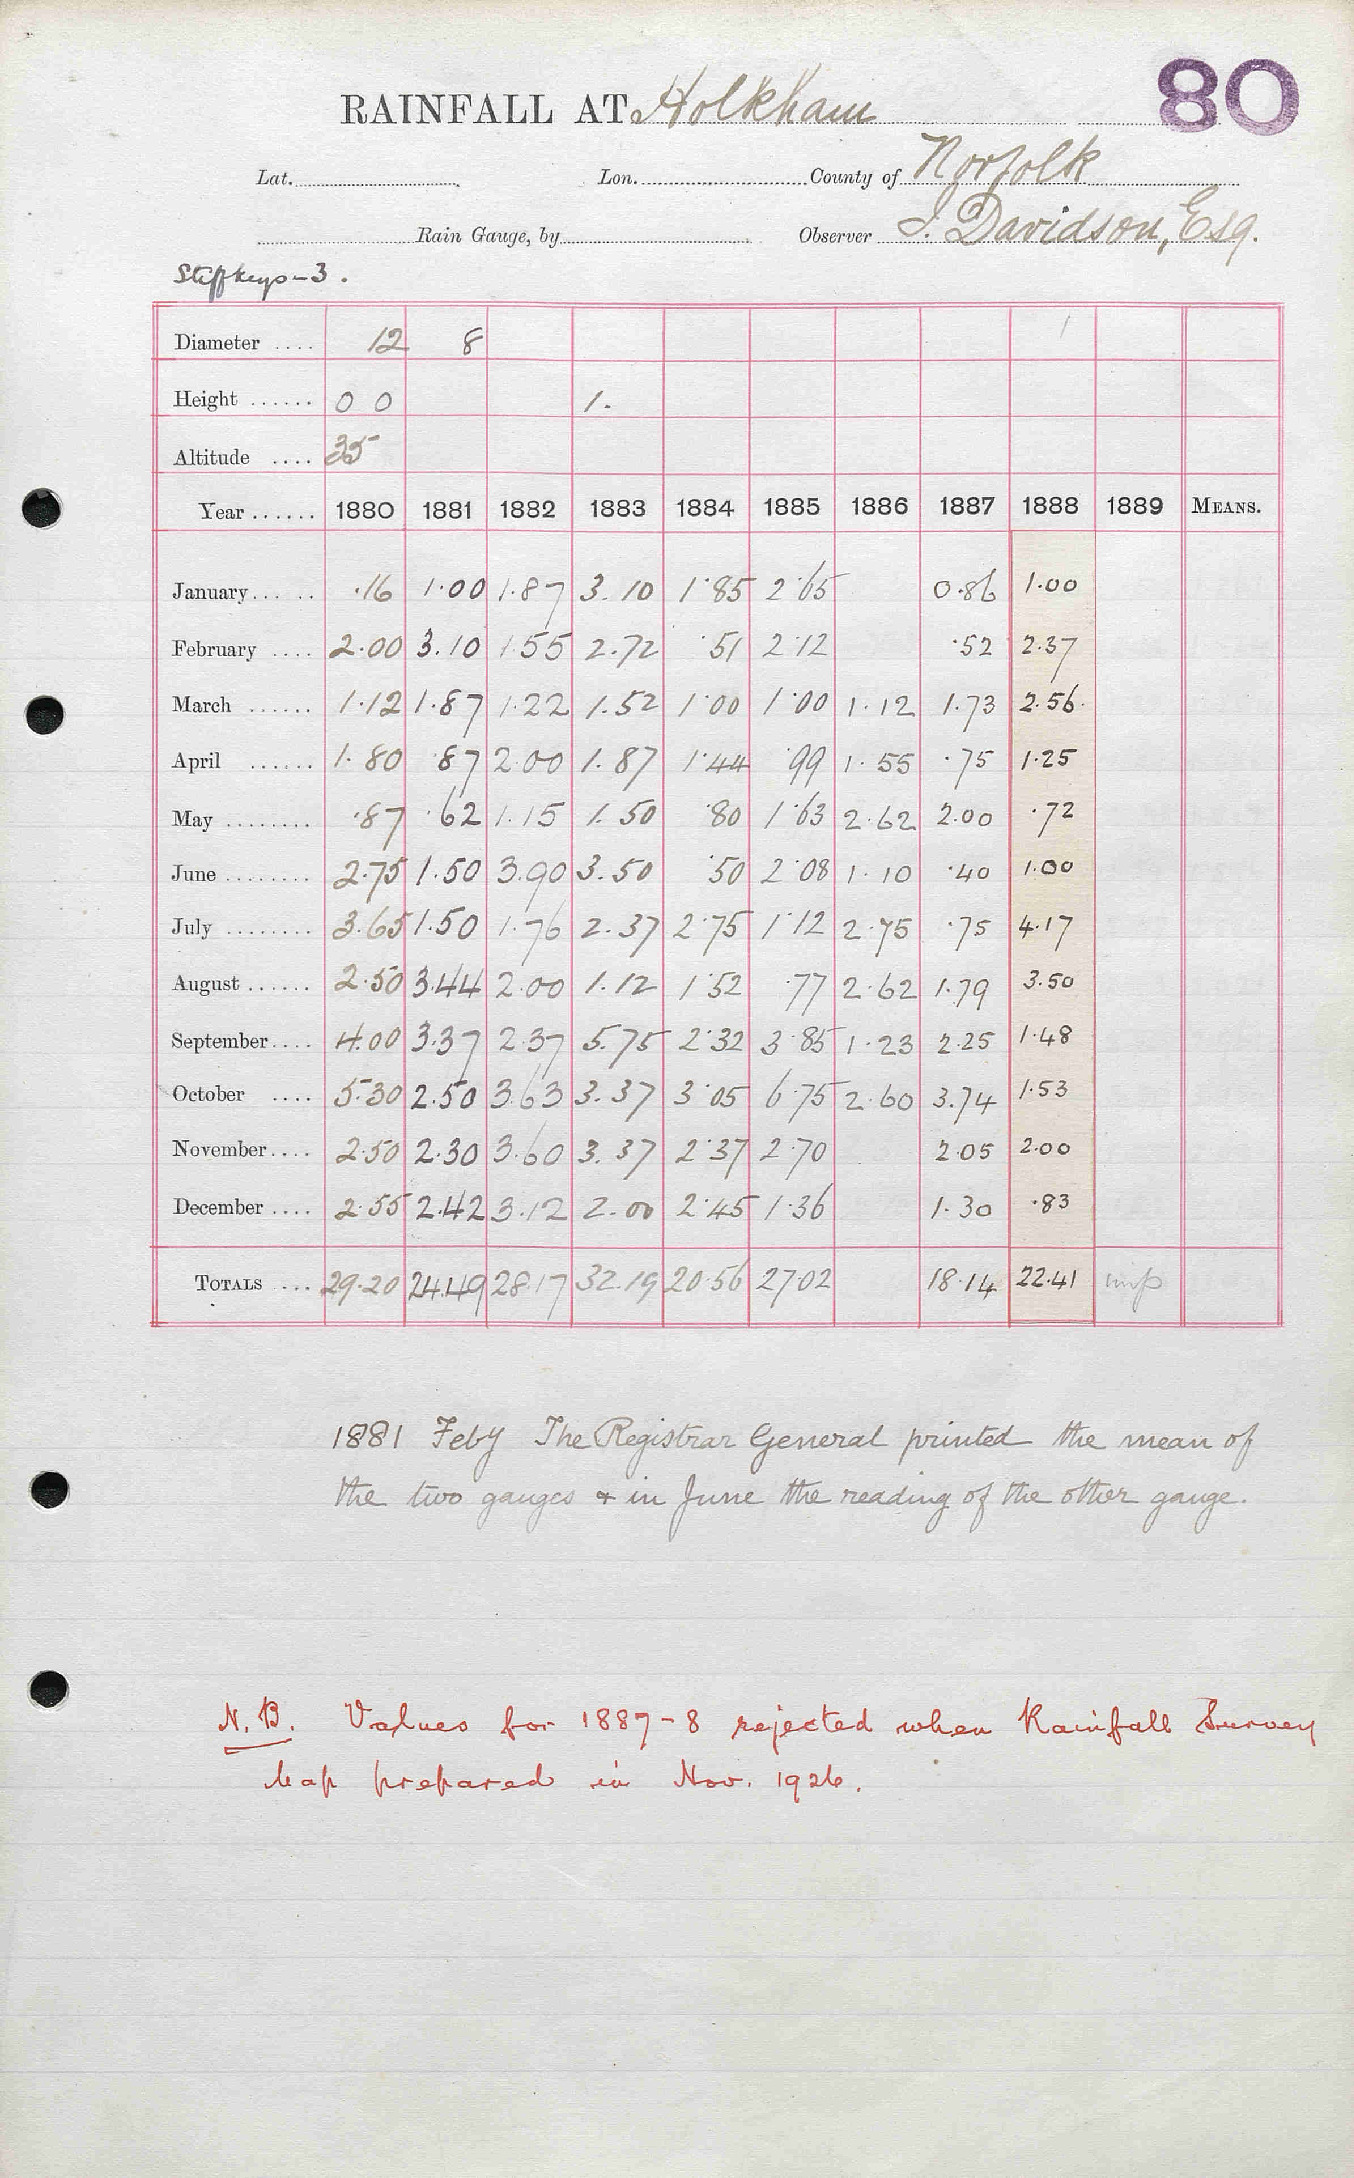 80
RAINFALL AT Holkham
Lat. Lon. County of Norfolk
Rain Gauge, by Observer J. Davidson, Esq.
Stiffkeys-3.
Diameter .... 12 8
Height ...... 0 0 1.
Altitude .... 35
Year ...... 1880 1881 1882 1883 1884 1885 1886 1887 1888 1889 MEANS.
January... .. .16 1.00 1.87 3.10 1.85 2.65 0.86 1.00
February .... 2.00 3.10 1.55 2.72 .51 2.12 .52 2.37
March ...... 1.12 1.87 1.22 1.52 1.00 1.00 1.12 1.73 2.56
April ...... 1.80 .87 2.00 1.87 1.44 .99 1.55 .75 1.25
May ........ .87 .62 1.15 1.50 .80 1.63 2.62 2.00 .72
June ........ 2.75 1.50 3.90 3.50 .50 2.08 1.10 .40 1.00
July ........ 3.65 1.50 1.76 2.37 2.75 1.12 2.75 .75 4.17
August ...... 2.50 3.44 2.00 1.12 1.52 .77 2.62 1.79 3.50
September.... 4.00 3.37 2.37 5.75 2.32 3.85 1.23 2.25 1.48
October .... 5.30 2.50 3.63 3.37 3.05 6.75 2.60 3.74 1.53
November.... 2.50 2.30 3.60 3.37 2.37 2.70 2.05 2.00
December .... 2.55 2.42 3.12 2.00 2.45 1.36 1.30 .83
TOTALS ... 29.20 24.49 28.17 32.19 20.56 27.02 18.14 22.41 imp
1881 Feby The Registrar General printed the mean of
the two gauges & in June the reading of the other gauge.
N.B. Values for 1887-8 rejected when Rainfall Survey
Map prepared in Nov. 1926.